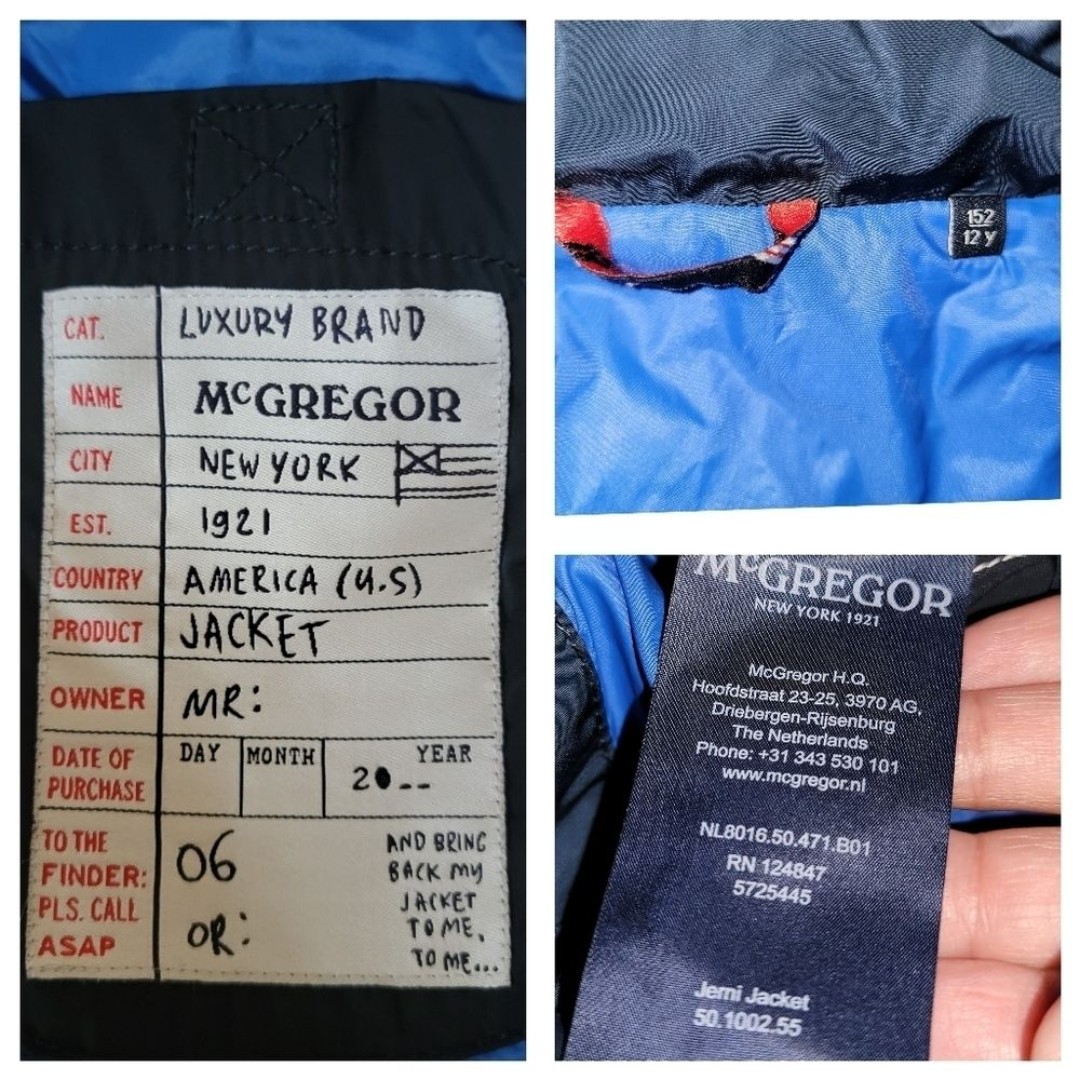 CAT. LUXURY BRAND
NAME McGREGOR
CITY NEW YORK
EST. 1921
COUNTRY AMERICA (U.S)
PRODUCT JACKET
OWNER MR:
DATE OF PURCHASE DAY MONTH YEAR
20--
TO THE
FINDER:
PLS. CALL
ASAP
06
OR:
AND BRING
BACK MY
JACKET
TO ME,
TO ME...
152
12 Y
McGREGOR
NEW YORK 1921
McGregor H.Q.
Hoofdstraat 23-25, 3970 AG,
Driebergen-Rijsenburg
The Netherlands
Phone: +31 343 530 101
www.mcgregor.nl
NL8016.50.471.B01
RN 124847
5725445
Jemi Jacket
50.1002.55